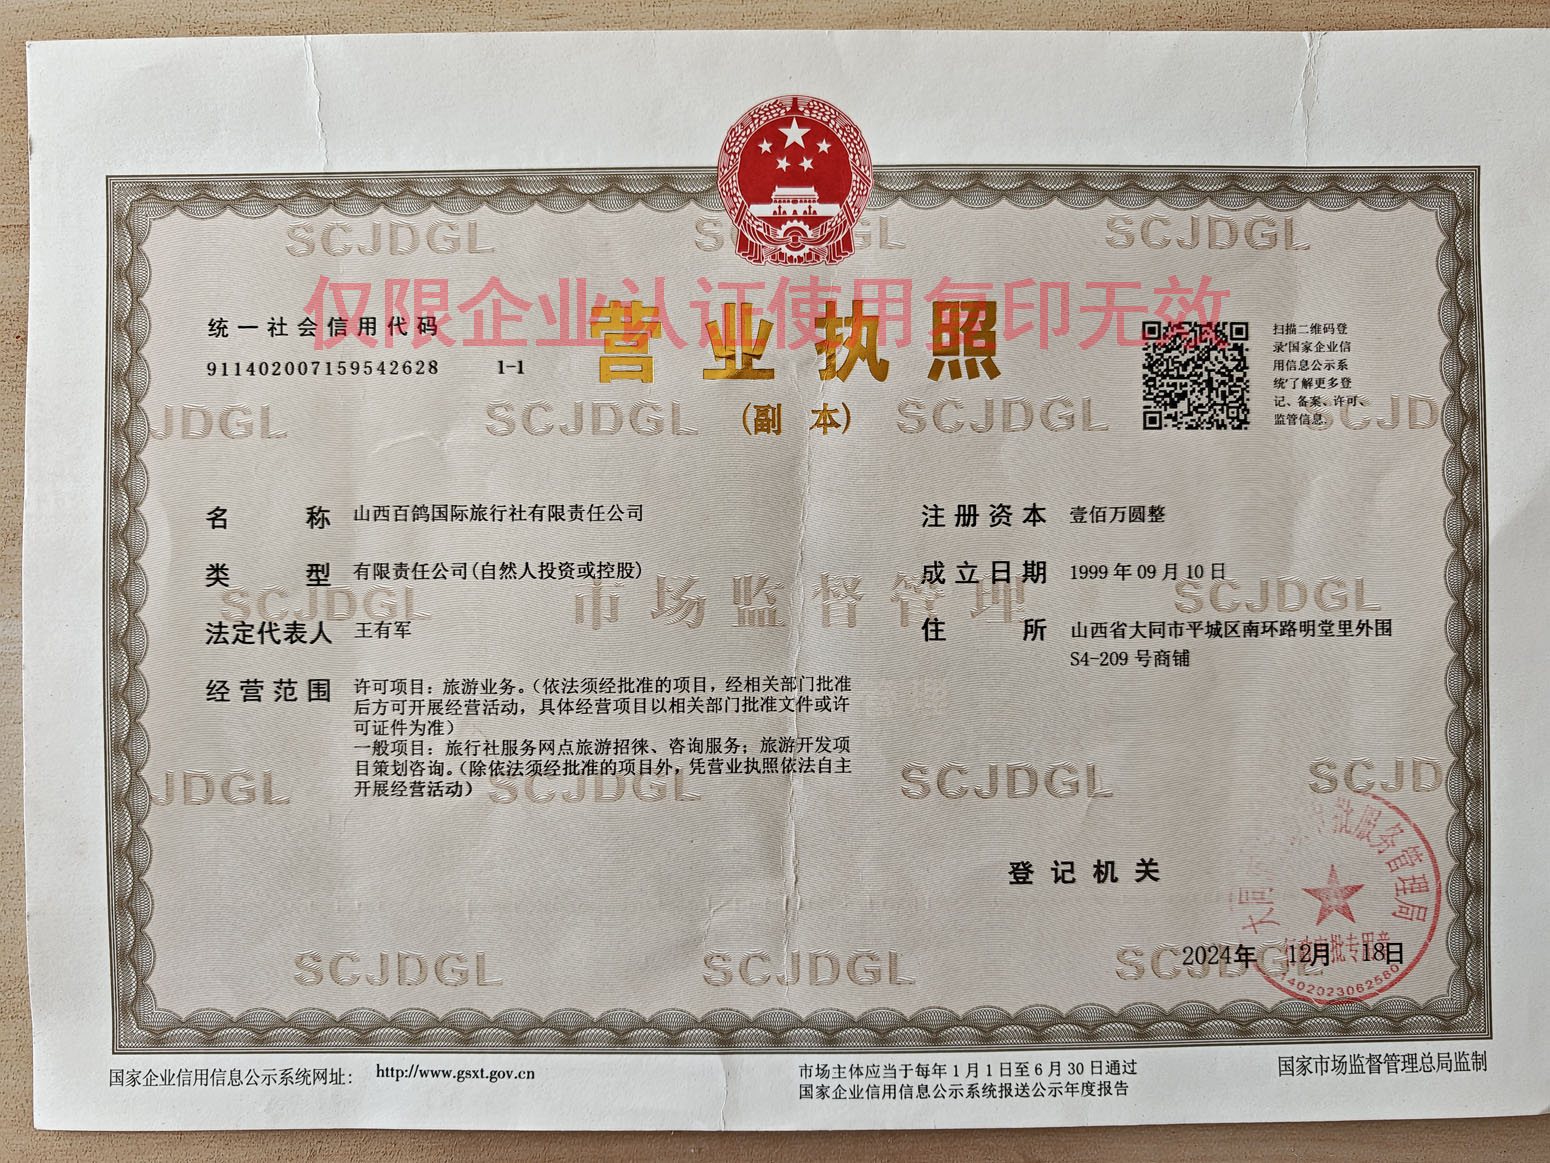 仅限企业认证使用复印无效
统一社会信用代码
911402007159542628
1-1
营业执照
(副 本)
扫描二维码登
录'国家企业信
用信息公示系
统'了解更多登
记、备案、许可、
监管信息.
名 称 山西百鸽国际旅行社有限责任公司
类 型 有限责任公司(自然人投资或控股)
法定代表人 王有军
经营范围 许可项目：旅游业务。(依法须经批准的项目，经相关部门批准
后方可开展经营活动，具体经营项目以相关部门批准文件或许
可证件为准)
一般项目：旅行社服务网点旅游招徕、咨询服务；旅游开发项
目策划咨询。(除依法须经批准的项目外，凭营业执照依法自主
开展经营活动)
注册资本 壹佰万圆整
成立日期 1999年09月10日
住 所 山西省大同市平城区南环路明堂里外围
S4-209号商铺
SCJDGL
市场监督管理
登记机关
批服务管理局
行政审批专用章
1402023062580
2024年 12月 18日
国家企业信用信息公示系统网址： http://www.gsxt.gov.cn
市场主体应当于每年1月1日至6月30日通过
国家企业信用信息公示系统报送公示年度报告
国家市场监督管理总局监制